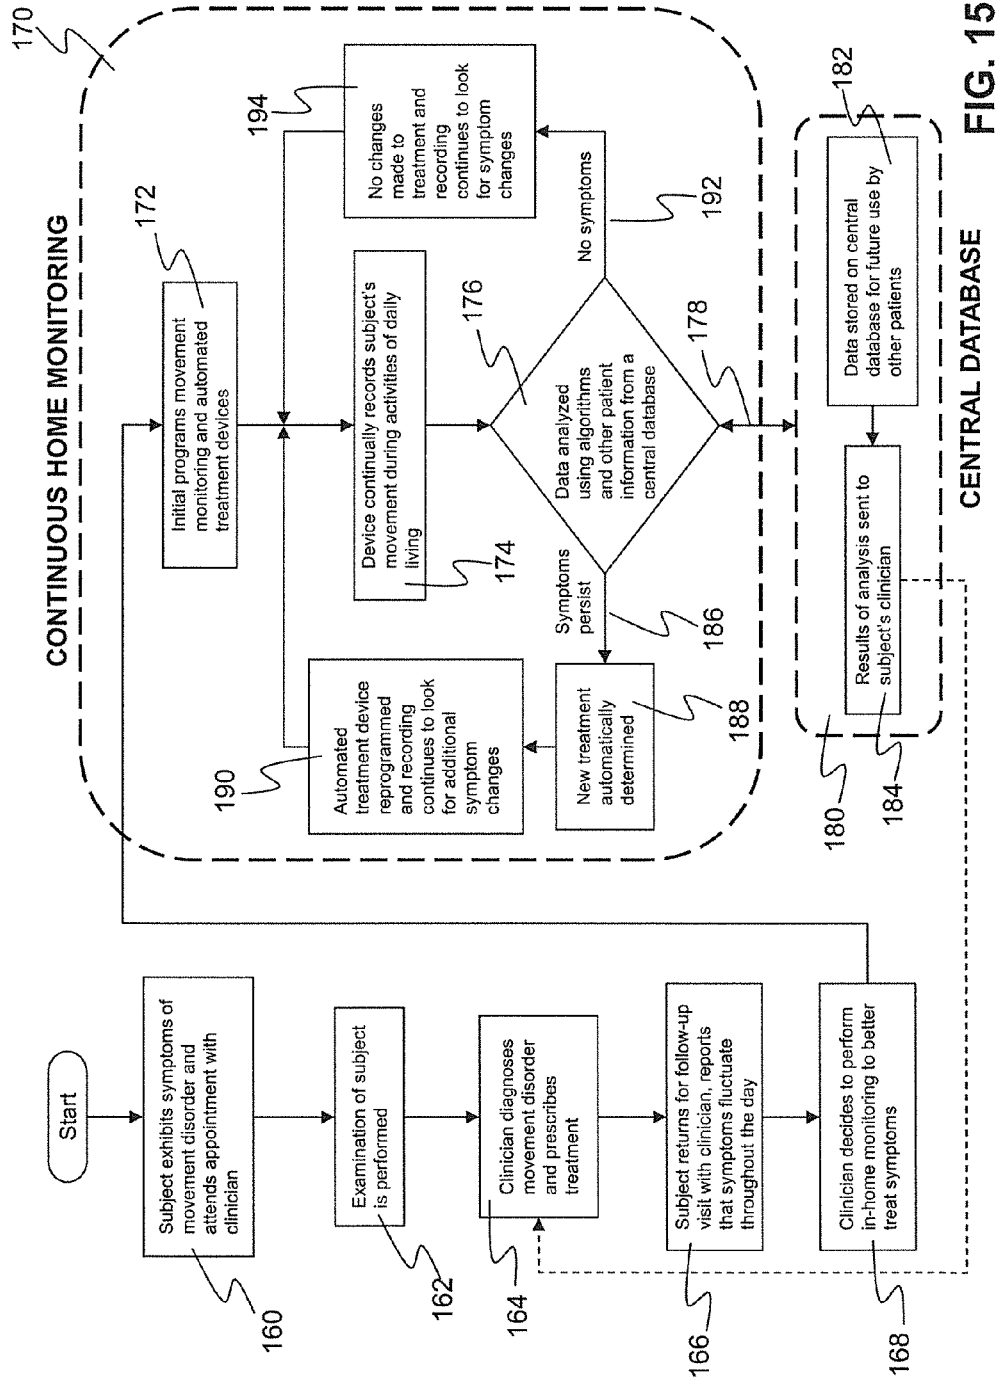 Start
Subject exhibits symptoms of
movement disorder and
attends appointment with
clinician
160
Examination of subject
is performed
162
Clinician diagnoses
movement disorder
and prescribes
treatment
164
Subject returns for follow-up
visit with clinician, reports
that symptoms fluctuate
throughout the day
166
Clinician decides to perform
in-home monitoring to better
treat symptoms
168
CONTINUOUS HOME MONITORING
170
Initial programs movement
monitoring and automated
treatment devices
172
Device continually records subject's
movement during activities of daily
living
174
Data analyzed
using algorithms
and other patient
information from a
central database
176
178
Symptoms
persist
186
New treatment
automatically
determined
188
Automated
treatment device
reprogrammed
and recording
continues to look
for additional
symptom
changes
190
No symptoms
192
No changes
made to
treatment and
recording
continues to look
for symptom
changes
194
Data stored on central
database for future use by
other patients
182
Results of analysis sent to
subject's clinician
184
180
CENTRAL DATABASE
FIG. 15